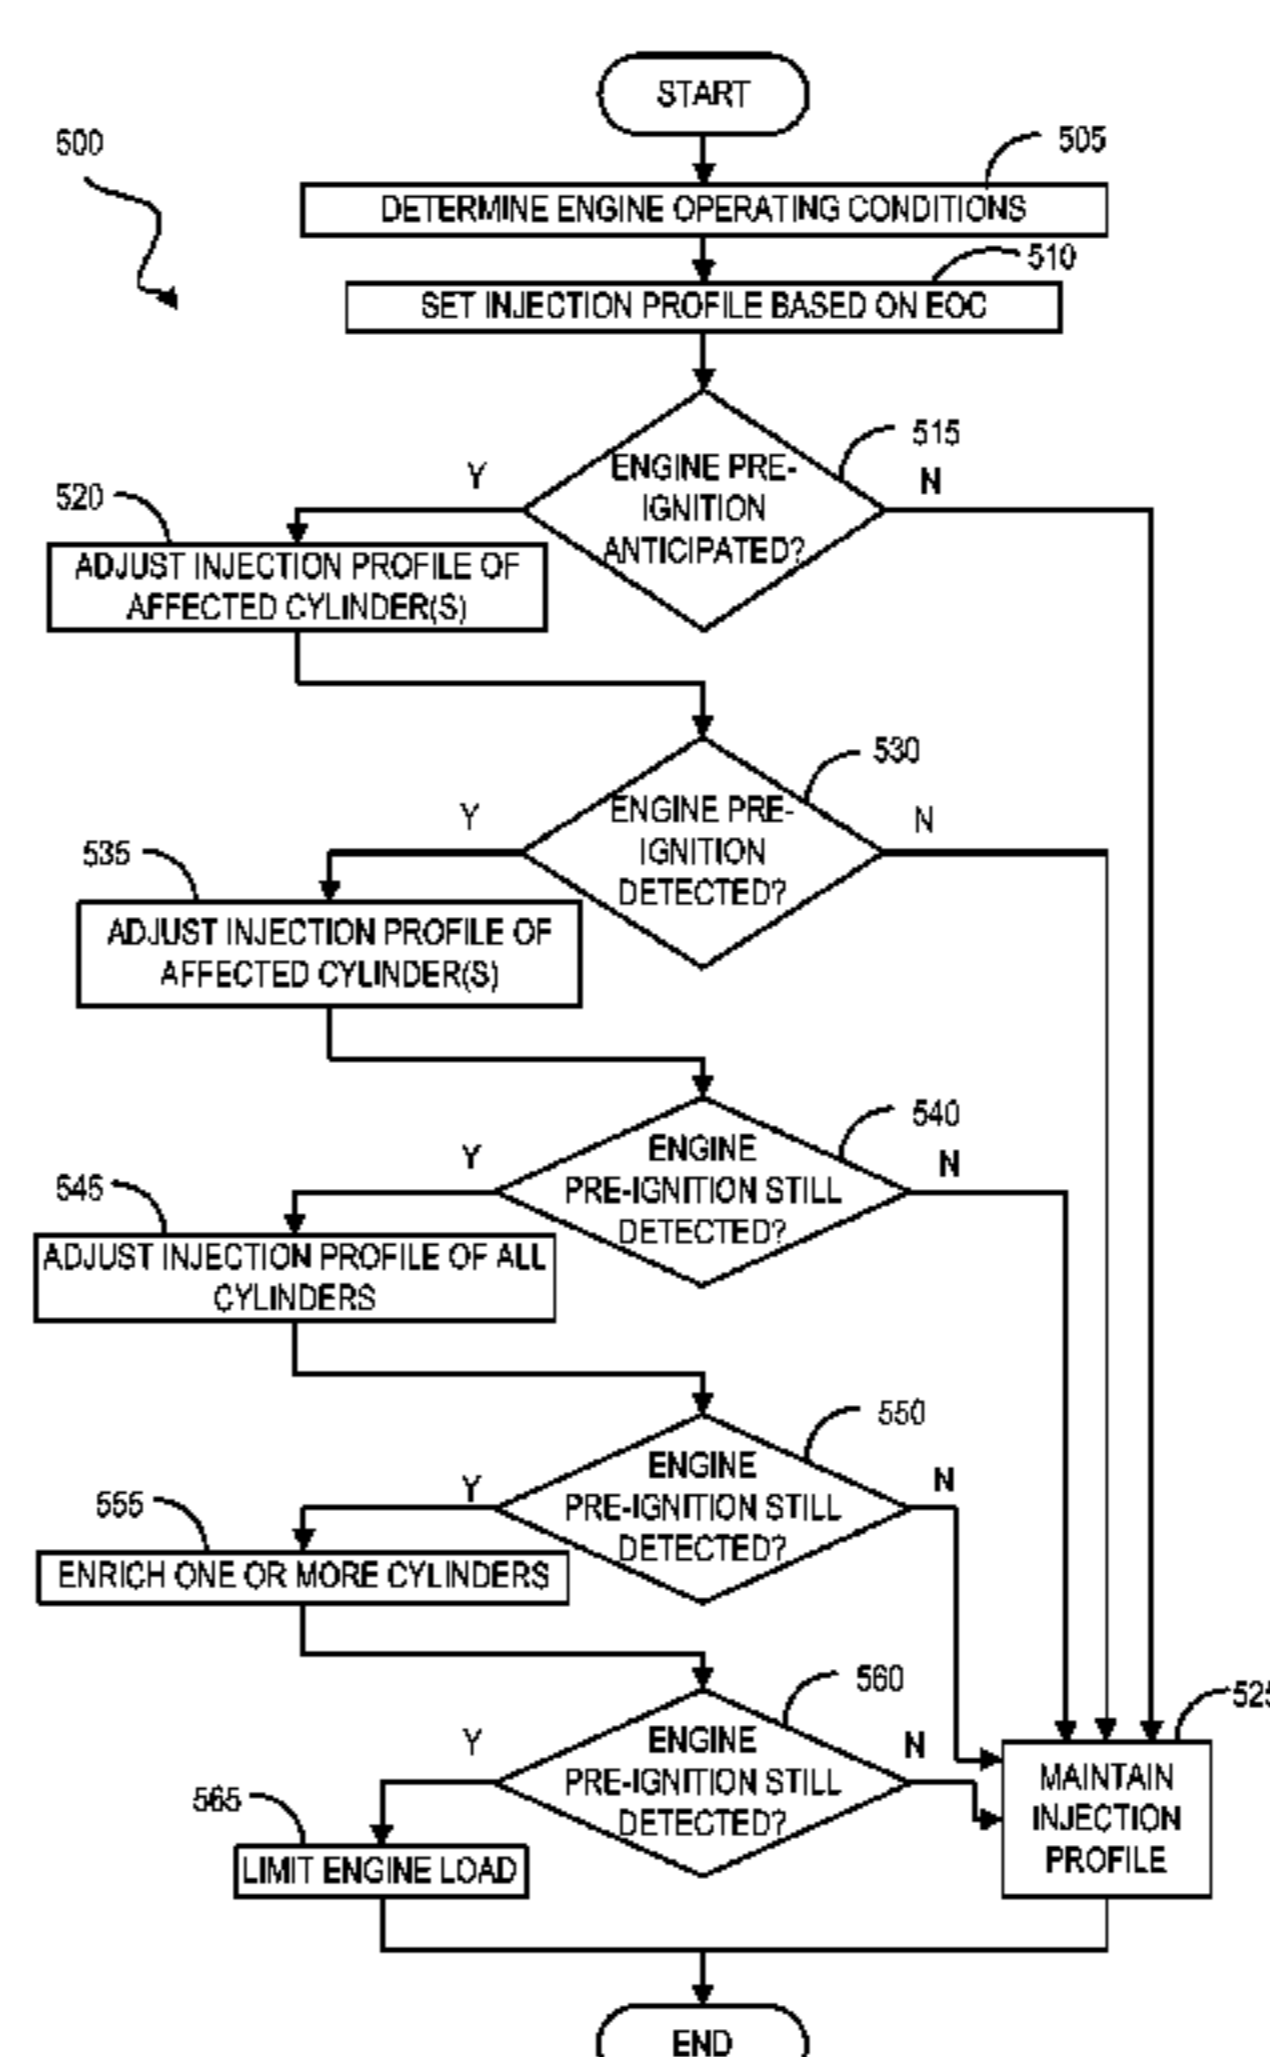 START
500
505
DETERMINE ENGINE OPERATING CONDITIONS
510
SET INJECTION PROFILE BASED ON EOC
515
ENGINE PRE-
IGNITION
ANTICIPATED?
Y
N
520
ADJUST INJECTION PROFILE OF
AFFECTED CYLINDER(S)
530
ENGINE PRE-
IGNITION
DETECTED?
Y
N
535
ADJUST INJECTION PROFILE OF
AFFECTED CYLINDER(S)
540
ENGINE
PRE-IGNITION STILL
DETECTED?
Y
N
545
ADJUST INJECTION PROFILE OF ALL
CYLINDERS
550
ENGINE
PRE-IGNITION STILL
DETECTED?
Y
N
555
ENRICH ONE OR MORE CYLINDERS
560
ENGINE
PRE-IGNITION STILL
DETECTED?
Y
N
525
MAINTAIN
INJECTION
PROFILE
565
LIMIT ENGINE LOAD
END